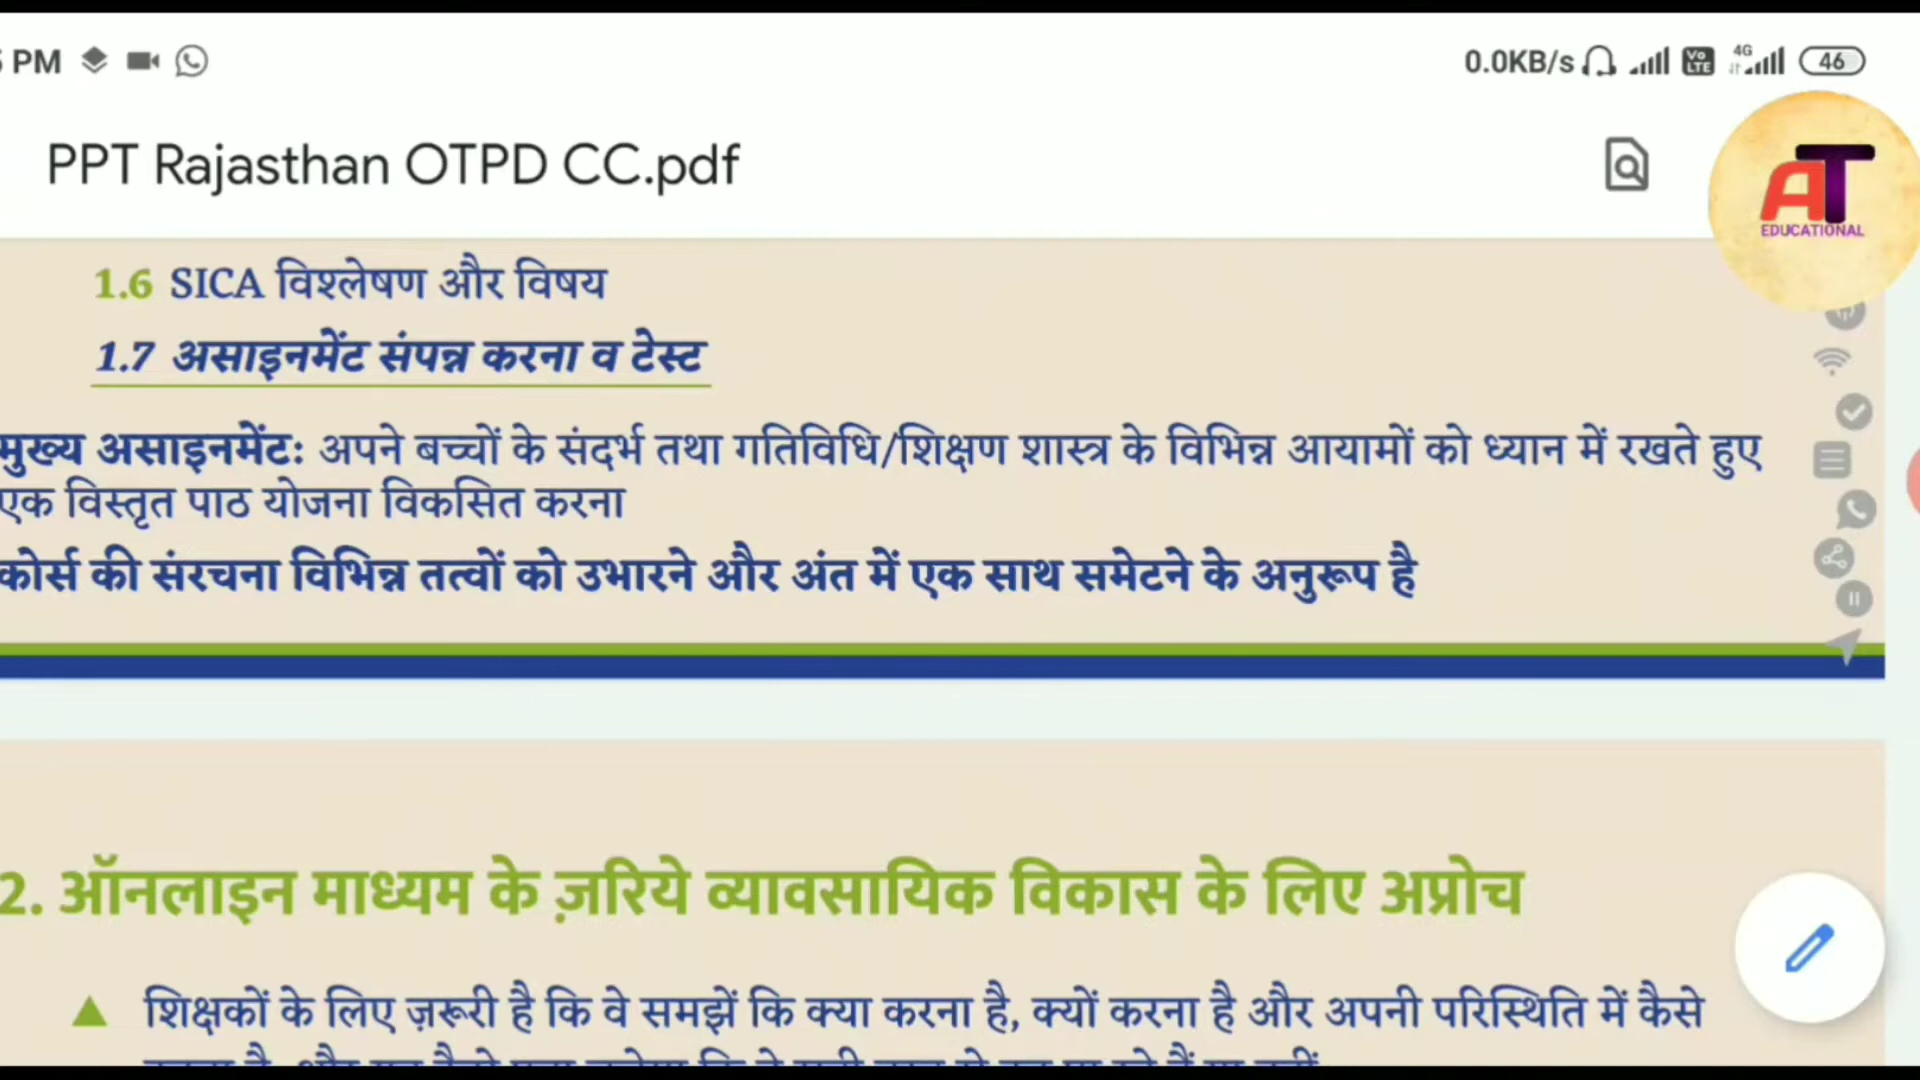 PM
0.0KB/s
Vo LTE
4G
46
PPT Rajasthan OTPD CC.pdf
AT
EDUCATIONAL
1.6 SICA विश्लेषण और विषय
1.7 असाइनमेंट संपन्न करना व टेस्ट
मुख्य असाइनमेंट: अपने बच्चों के संदर्भ तथा गतिविधि/शिक्षण शास्त्र के विभिन्न आयामों को ध्यान में रखते हुए
एक विस्तृत पाठ योजना विकसित करना
कोर्स की संरचना विभिन्न तत्वों को उभारने और अंत में एक साथ समेटने के अनुरूप है
2. ऑनलाइन माध्यम के ज़रिये व्यावसायिक विकास के लिए अप्रोच
शिक्षकों के लिए ज़रूरी है कि वे समझें कि क्या करना है, क्यों करना है और अपनी परिस्थिति में कैसे